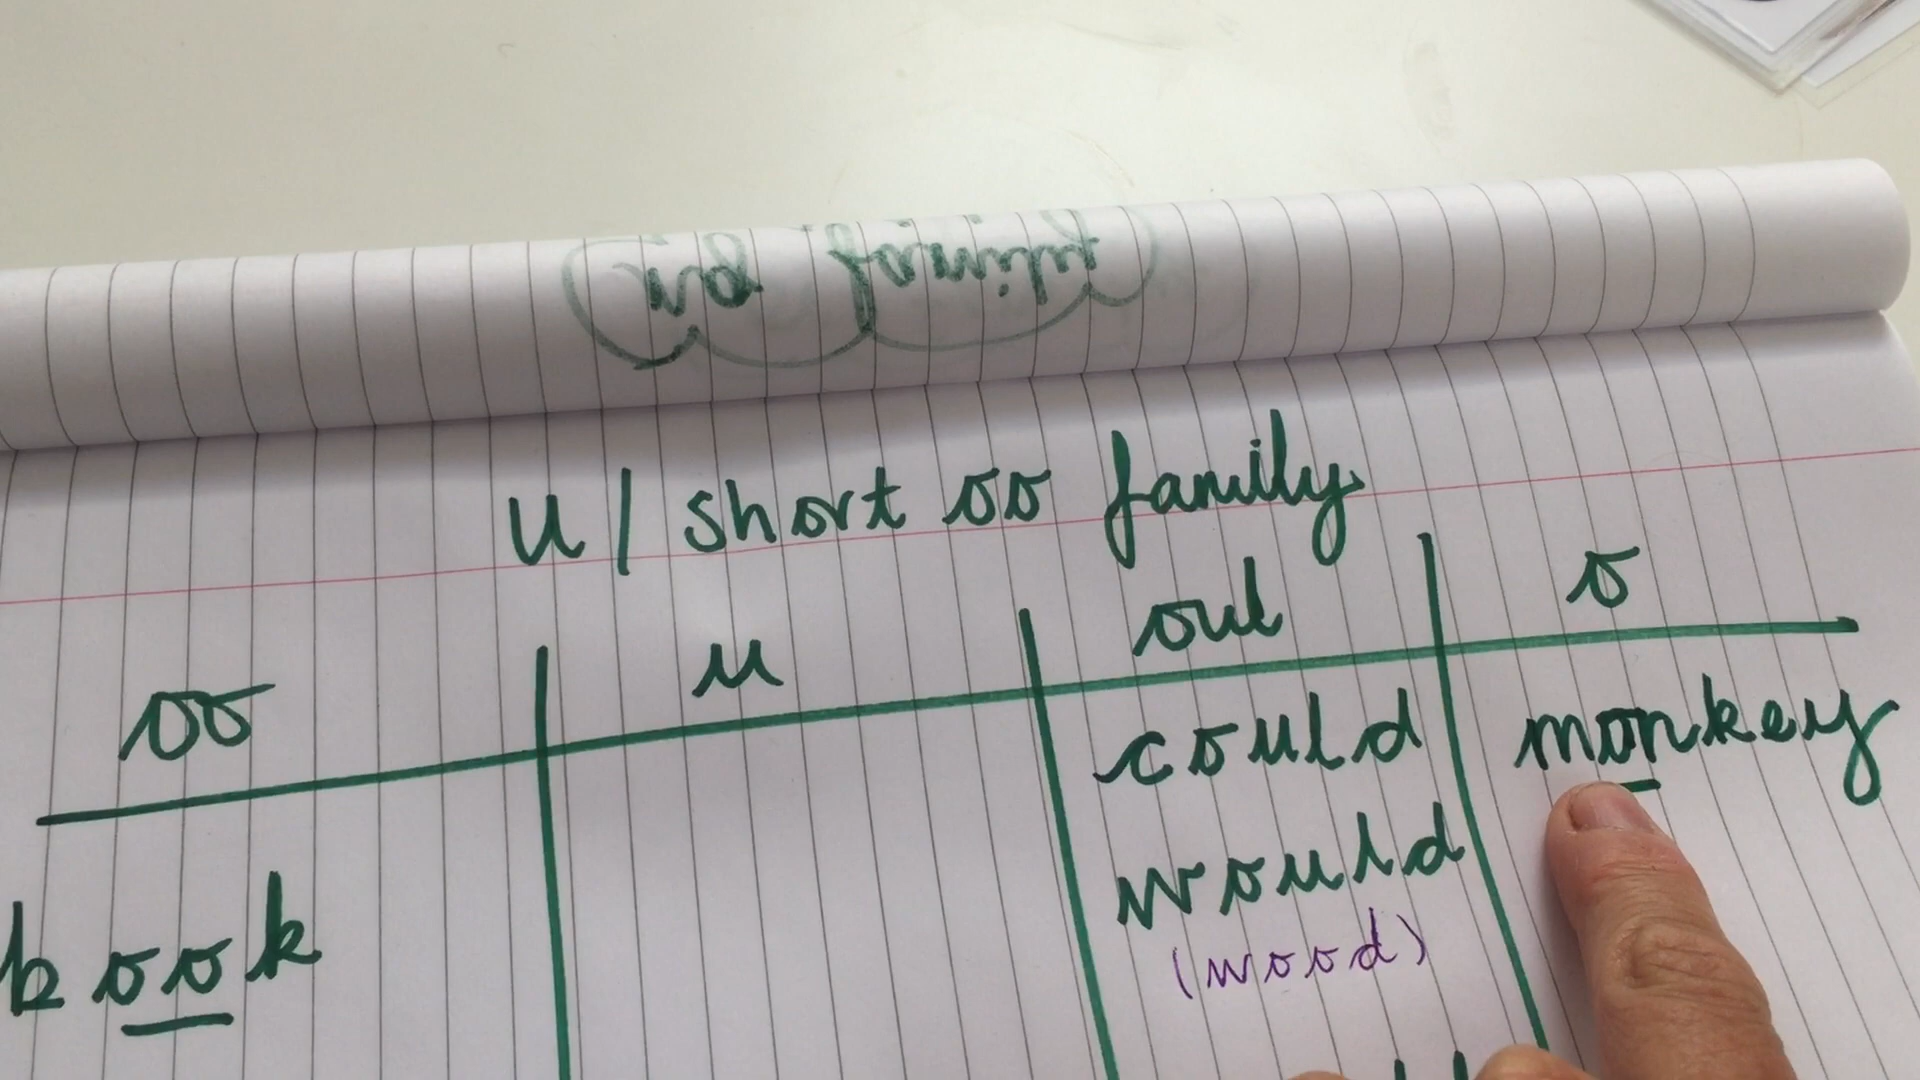 u / short oo family
oo u oul o
could monkey
would
book (wood)